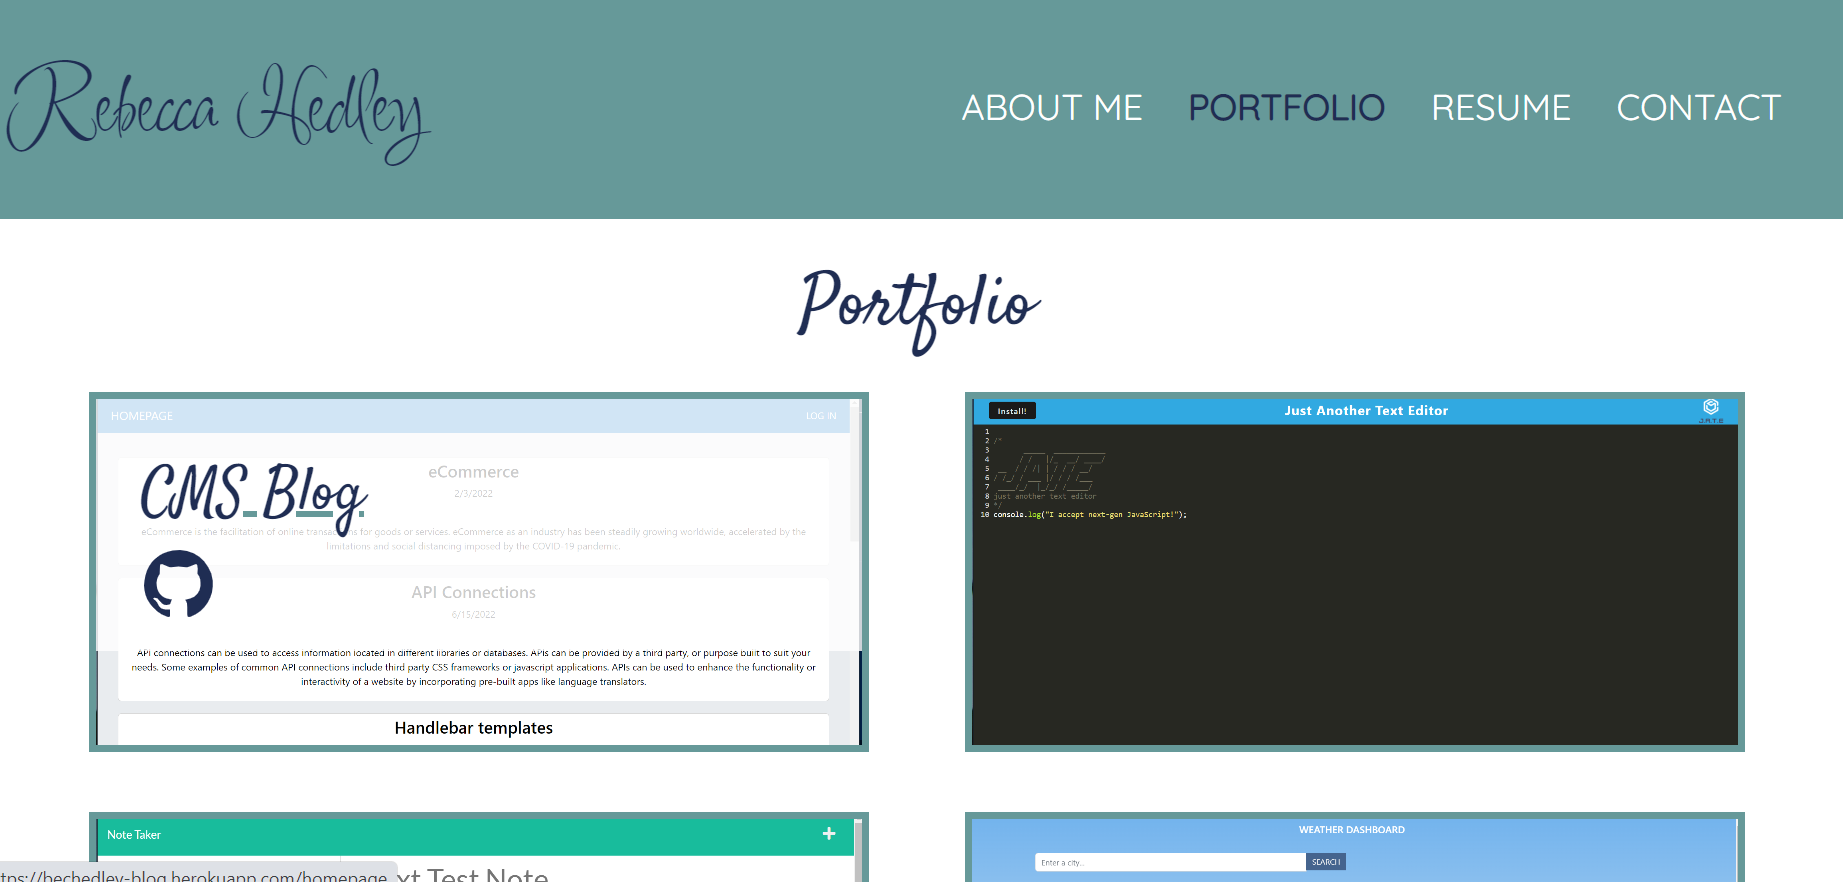 Rebecca Hedley
ABOUT ME PORTFOLIO RESUME CONTACT
Portfolio
HOMEPAGE LOG IN
CMS Blog
eCommerce
2/3/2022
eCommerce is the facilitation of online transactions for goods or services. eCommerce as an industry has been steadily growing worldwide, accelerated by the
limitations and social distancing imposed by the COVID-19 pandemic.
API Connections
6/15/2022
API connections can be used to access information located in different libraries or databases. APIs can be provided by a third party, or purpose built to suit your
needs. Some examples of common API connections include third party CSS frameworks or javascript applications. APIs can be used to enhance the functionality or
interactivity of a website by incorporating pre-built apps like language translators.
Handlebar templates
Install!
Just Another Text Editor
J.A.T.E
1
2 /*
3
4
5
6
7
8 just another text editor
9 */
10 console.log("I accept next-gen JavaScript!");
Note Taker
xt Test Note
WEATHER DASHBOARD
Enter a city...
SEARCH
tps://bechedley-blog.herokuapp.com/homepage